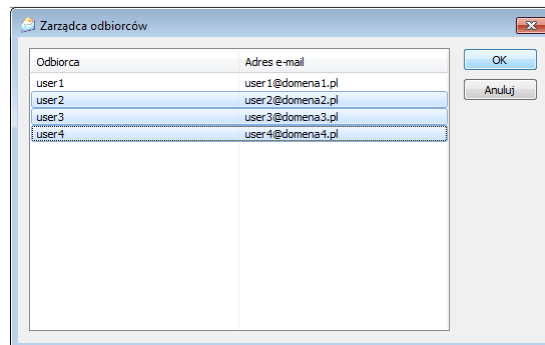 Zarządca odbiorców
Odbiorca Adres e-mail
user1 user1@domena1.pl
user2 user2@domena2.pl
user3 user3@domena3.pl
user4 user4@domena4.pl
OK
Anuluj